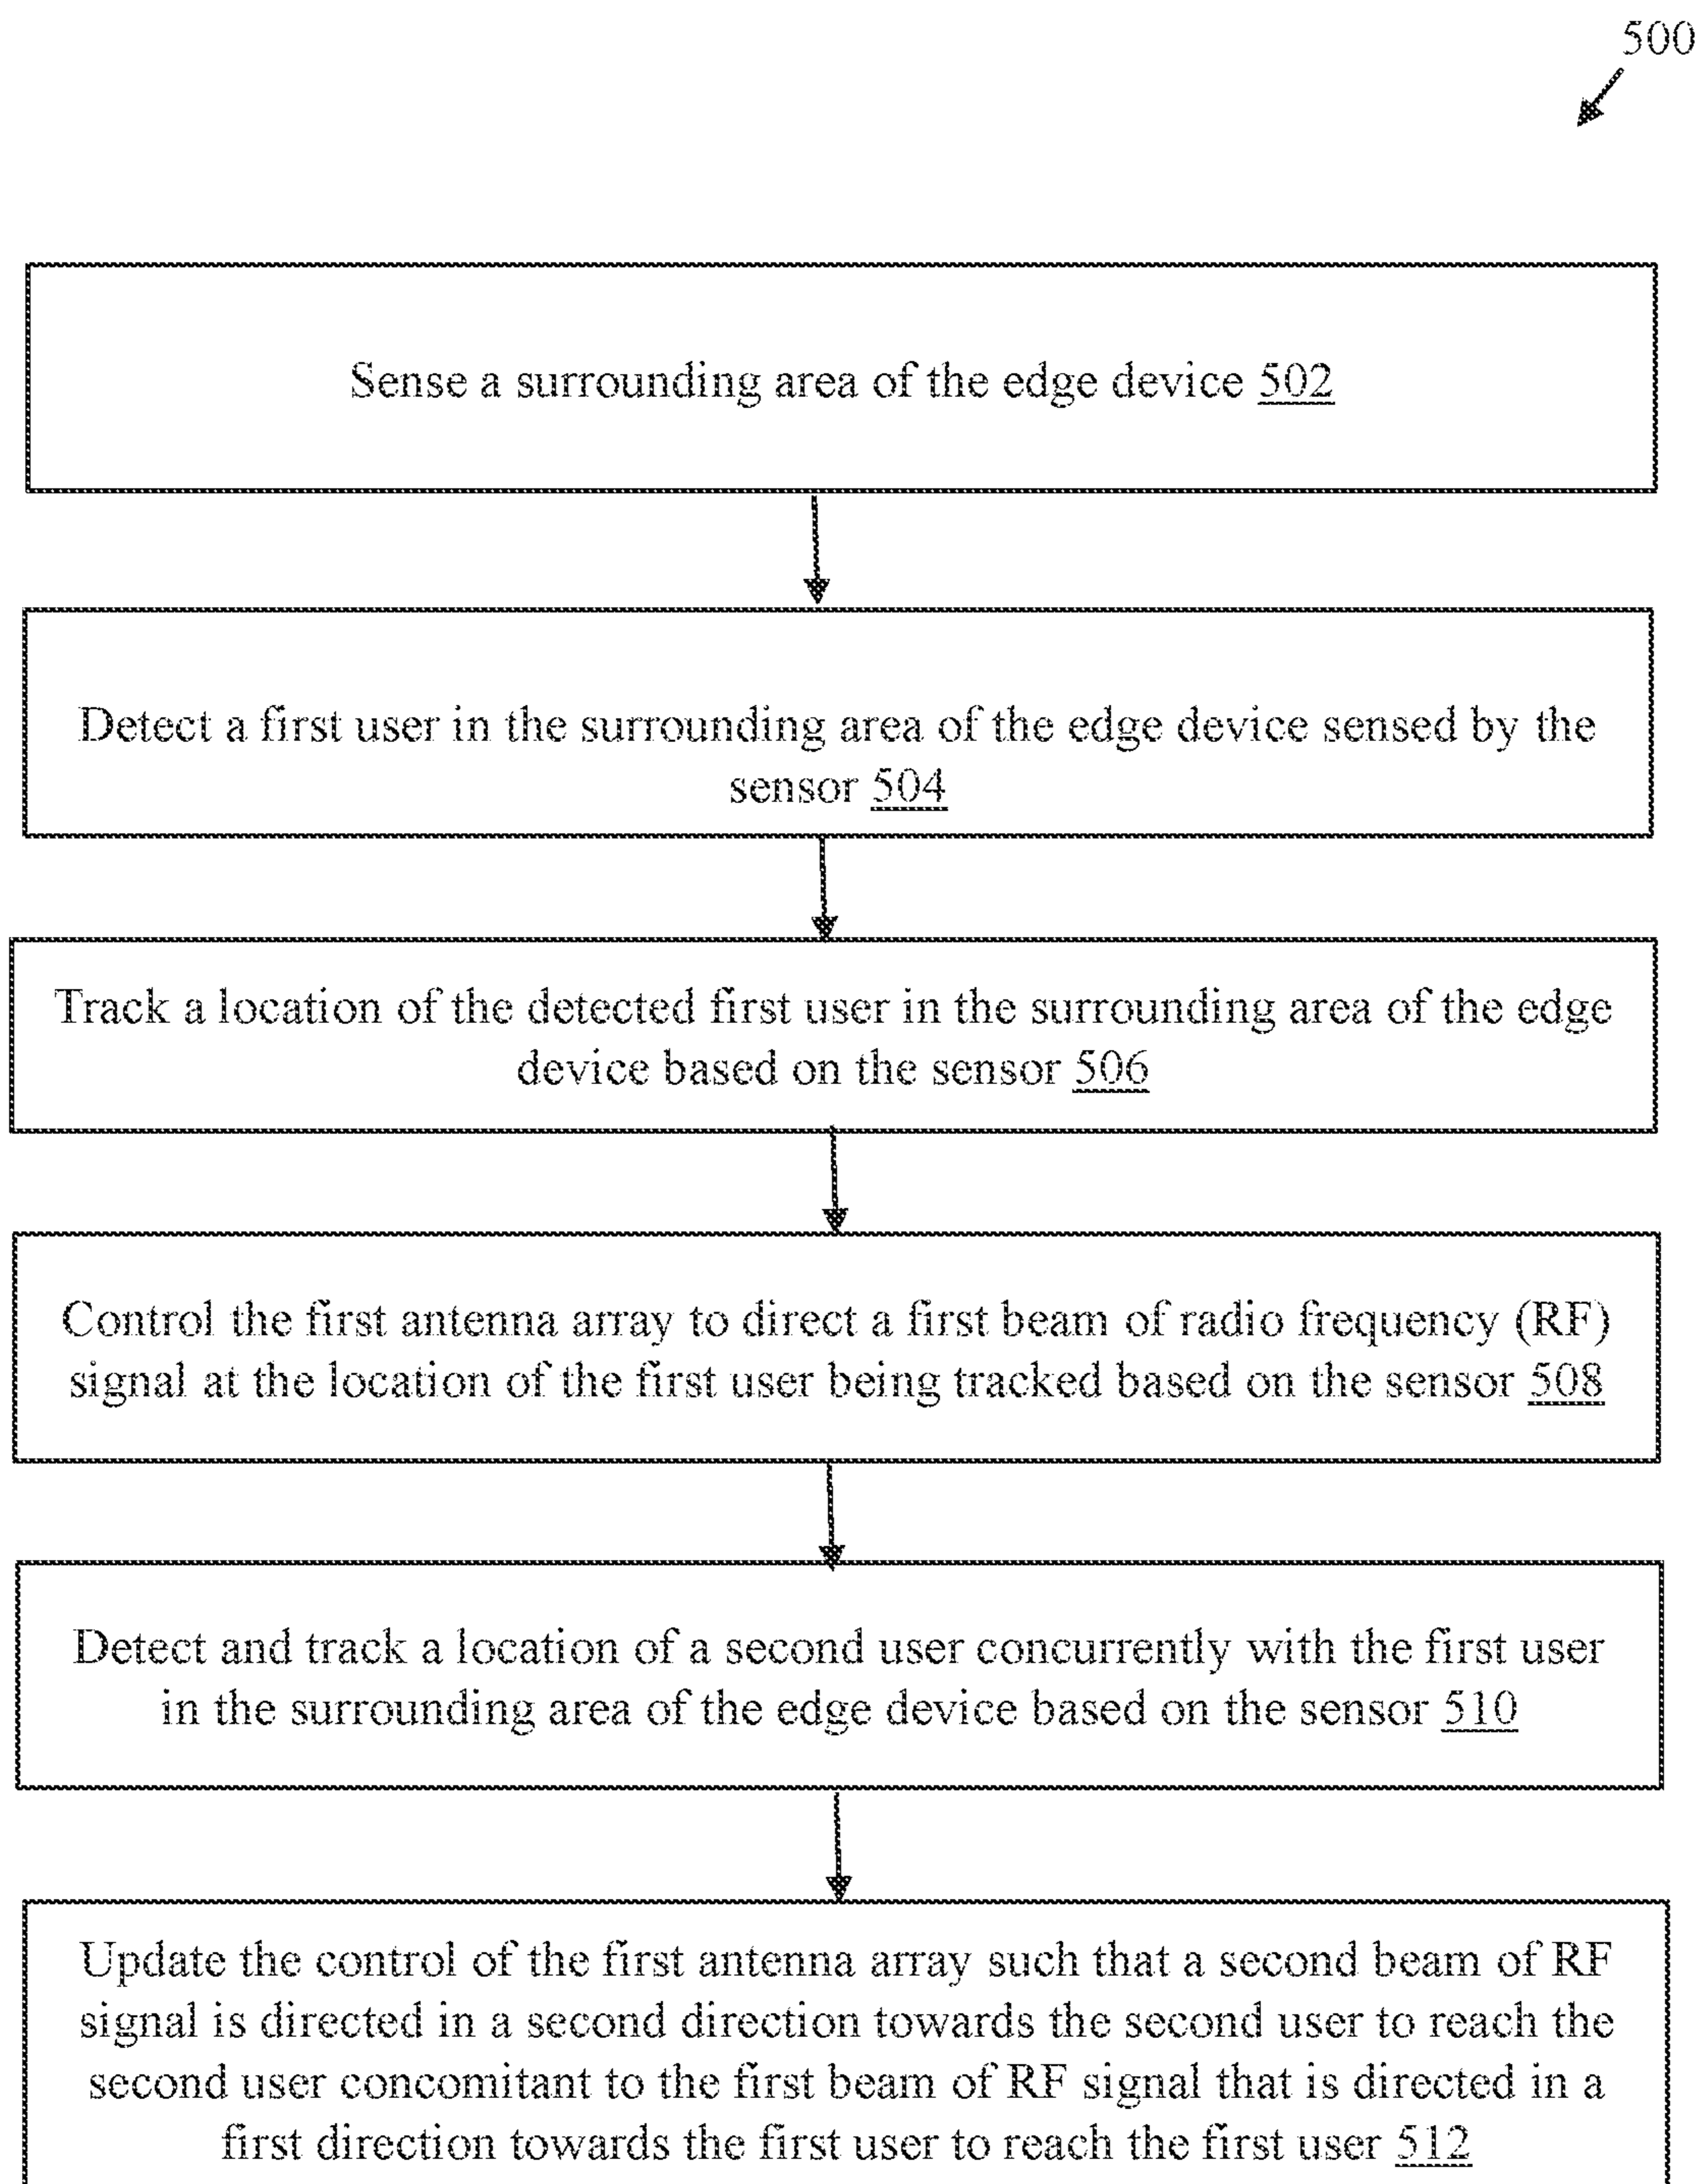 500
Sense a surrounding area of the edge device 502
Detect a first user in the surrounding area of the edge device sensed by the
sensor 504
Track a location of the detected first user in the surrounding area of the edge
device based on the sensor 506
Control the first antenna array to direct a first beam of radio frequency (RF)
signal at the location of the first user being tracked based on the sensor 508
Detect and track a location of a second user concurrently with the first user
in the surrounding area of the edge device based on the sensor 510
Update the control of the first antenna array such that a second beam of RF
signal is directed in a second direction towards the second user to reach the
second user concomitant to the first beam of RF signal that is directed in a
first direction towards the first user to reach the first user 512